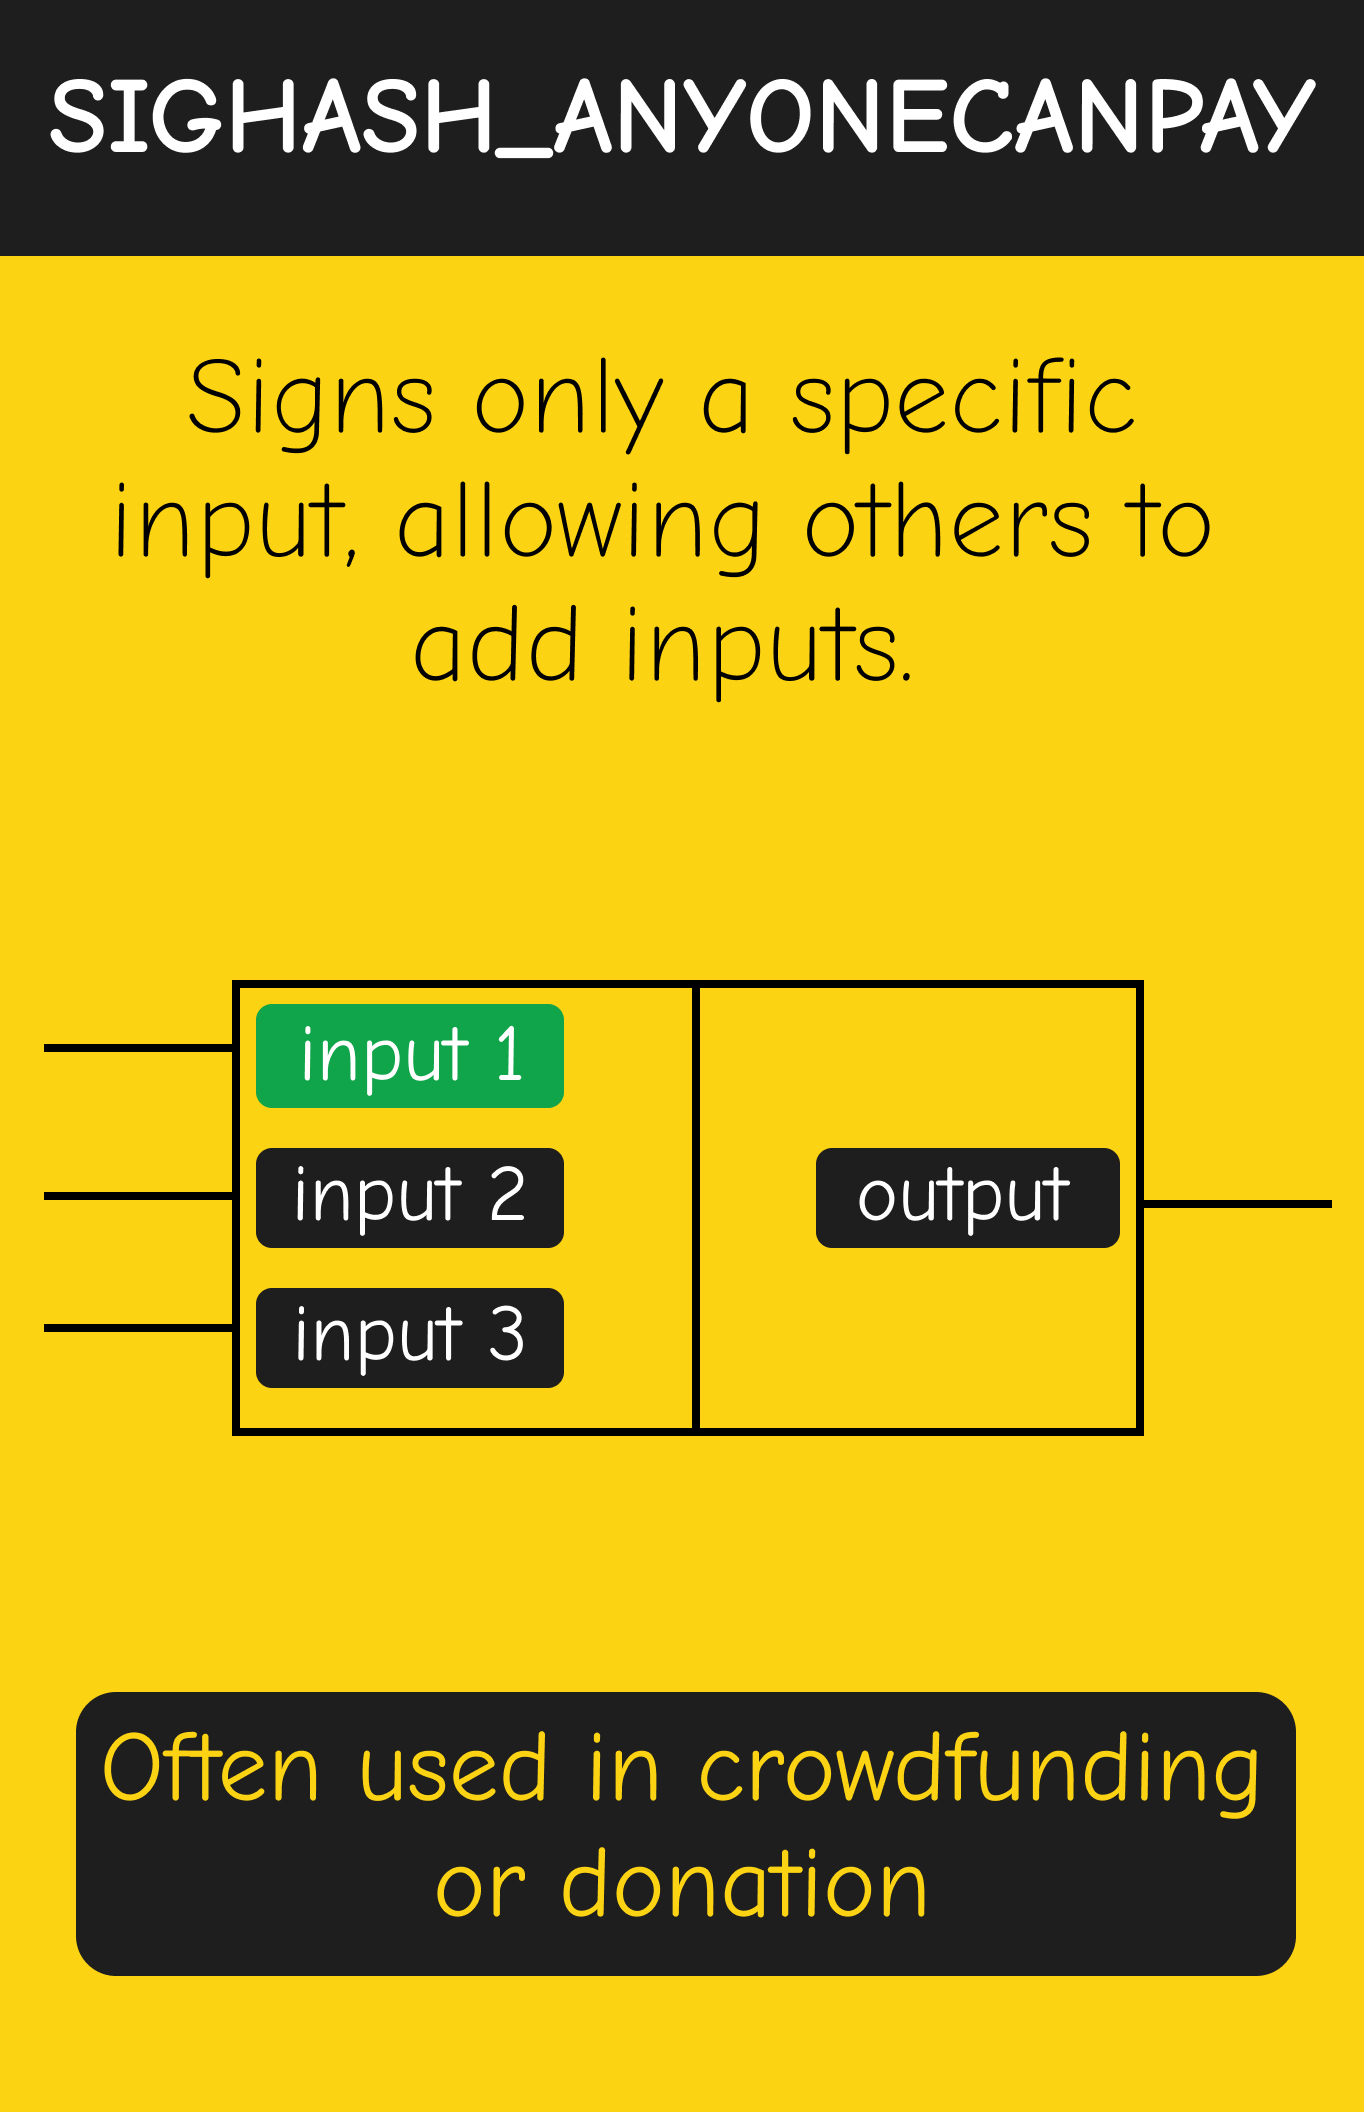 SIGHASH_ANYONECANPAY
Signs only a specific
input, allowing others to
add inputs.
input 1
input 2
output
input 3
Often used in crowdfunding
or donation